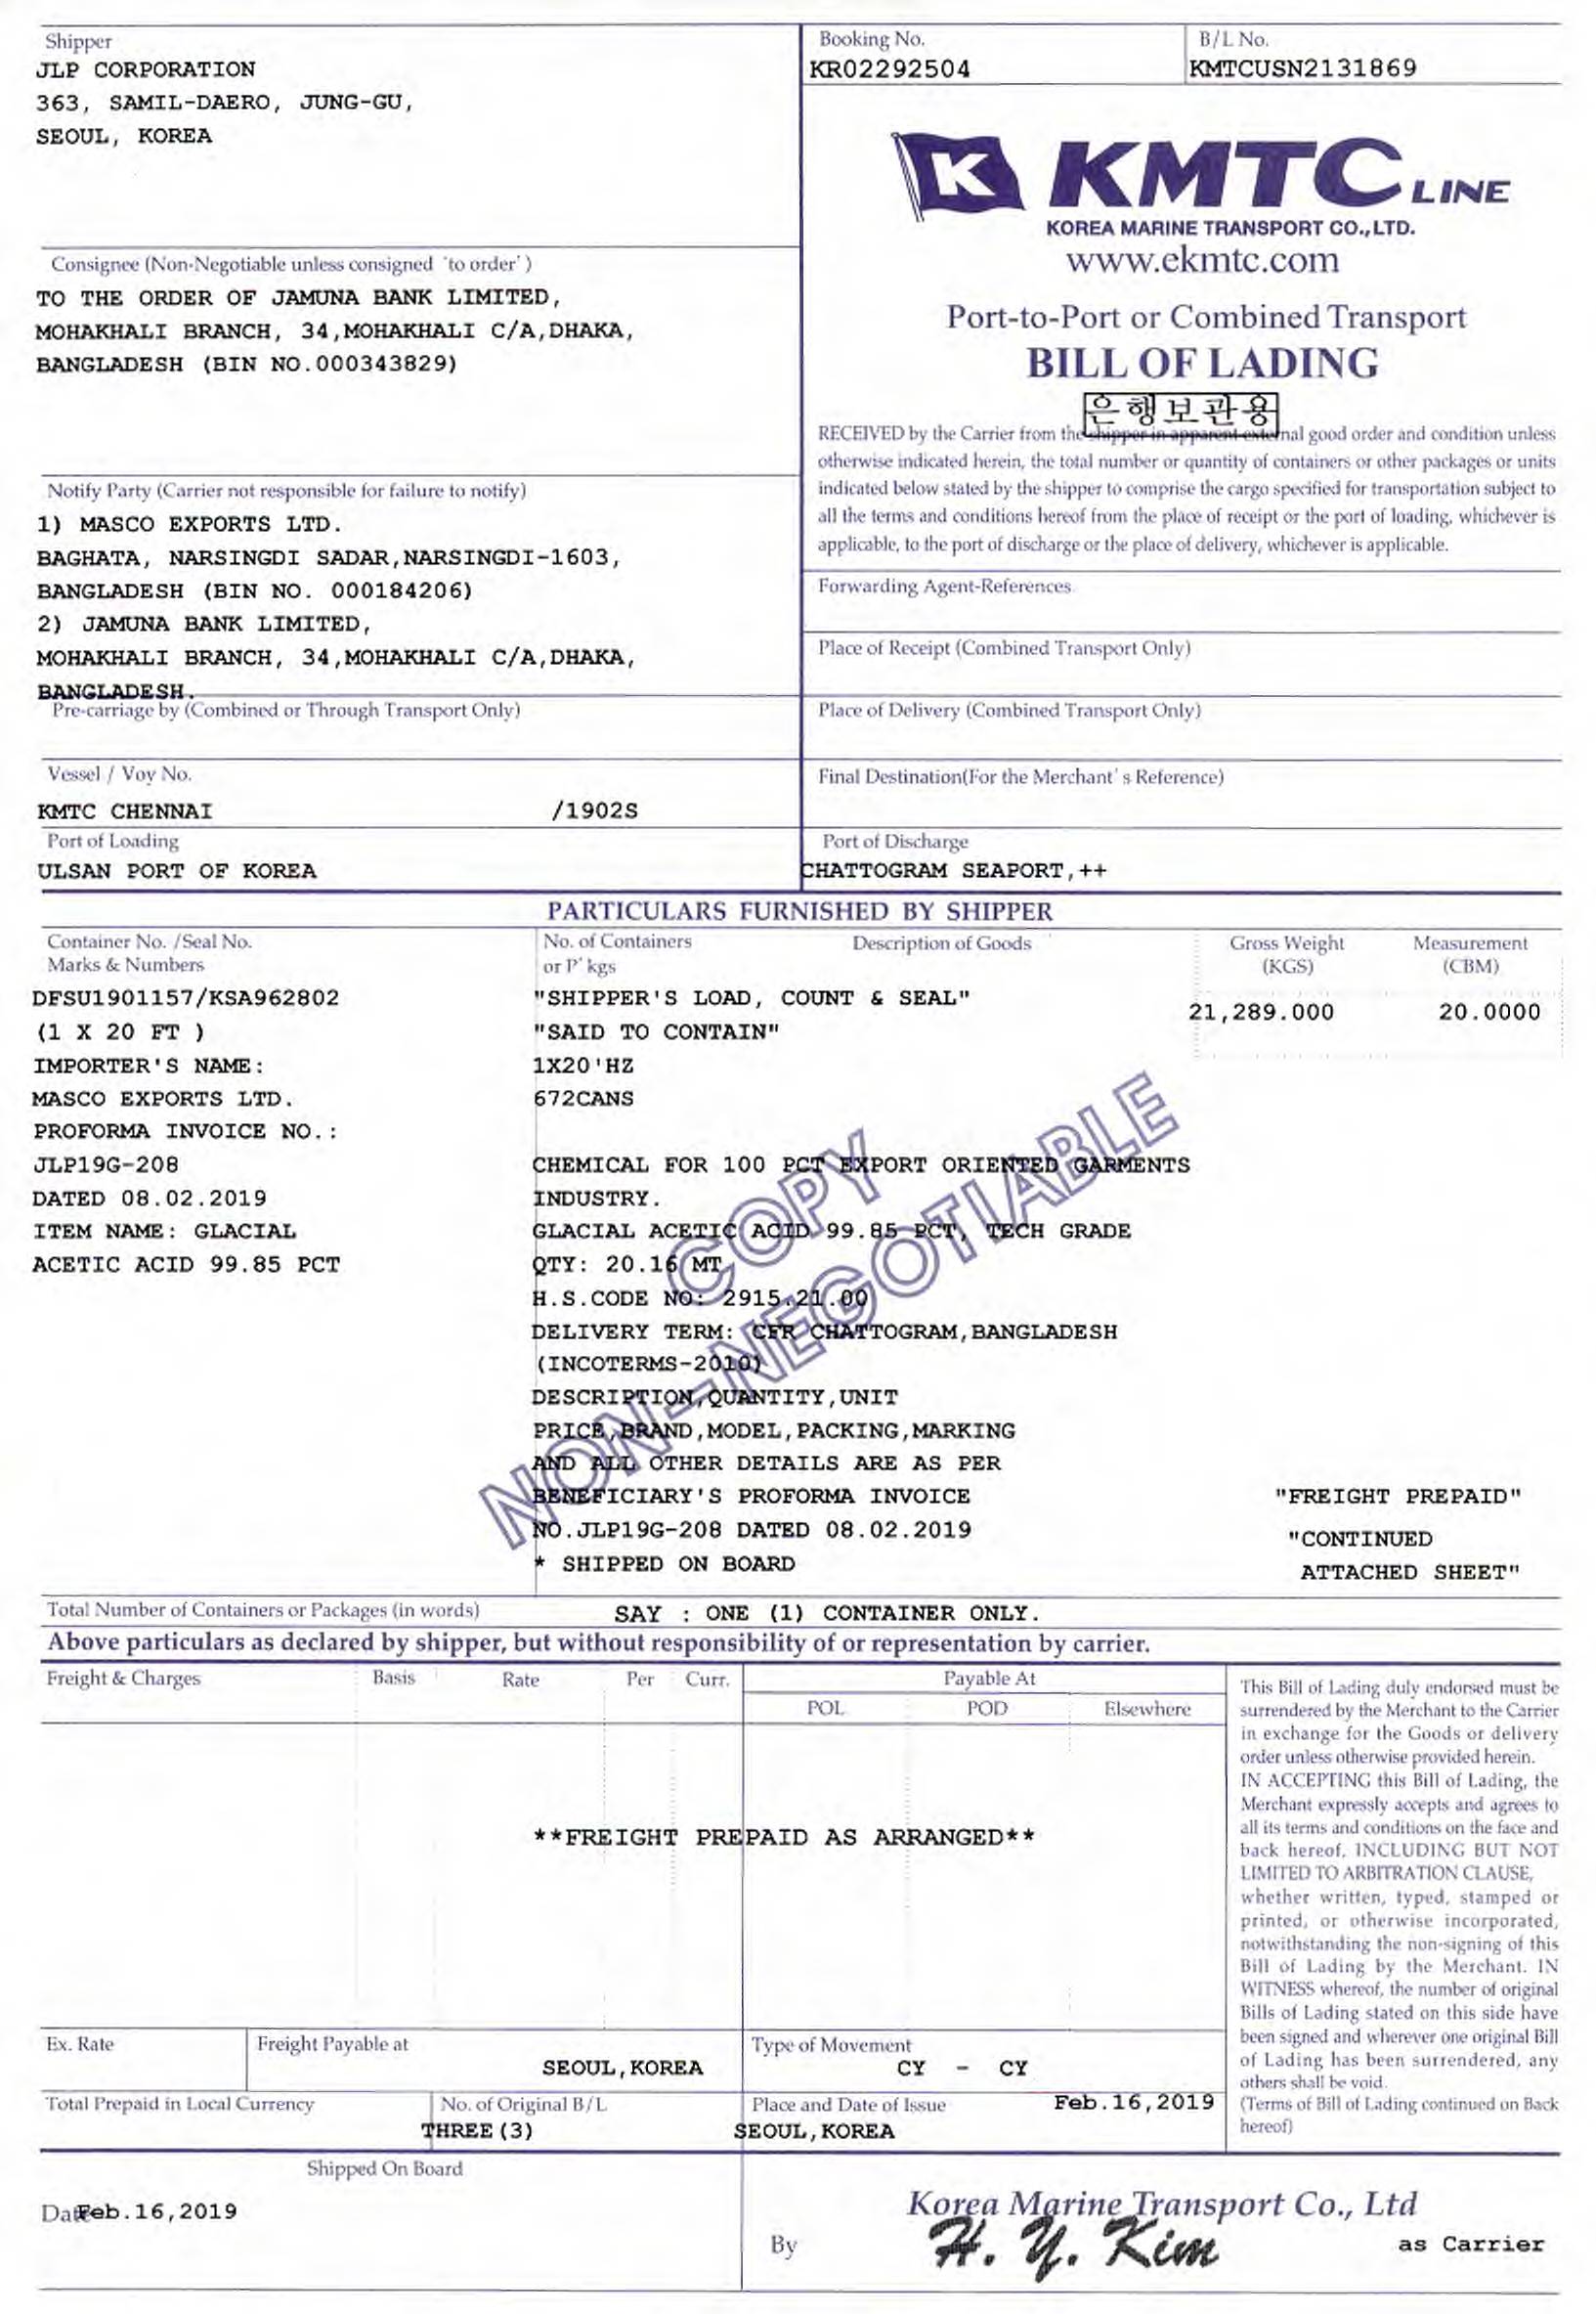 Shipper
JLP CORPORATION
363, SAMIL-DAERO, JUNG-GU,
SEOUL, KOREA
Booking No.
KR02292504
B/L No.
KMTCUSN2131869
K KMTC LINE
KOREA MARINE TRANSPORT CO.,LTD.
www.ekmtc.com
Port-to-Port or Combined Transport
BILL OF LADING
은행보관용
Consignee (Non-Negotiable unless consigned 'to order')
TO THE ORDER OF JAMUNA BANK LIMITED,
MOHAKHALI BRANCH, 34,MOHAKHALI C/A,DHAKA,
BANGLADESH (BIN NO.000343829)
RECEIVED by the Carrier from the shipper in apparent external good order and condition unless
otherwise indicated herein, the total number or quantity of containers or other packages or units
indicated below stated by the shipper to comprise the cargo specified for transportation subject to
all the terms and conditions hereof from the place of receipt or the port of loading, whichever is
applicable, to the port of discharge or the place of delivery, whichever is applicable.
Notify Party (Carrier not responsible for failure to notify)
1) MASCO EXPORTS LTD.
BAGHATA, NARSINGDI SADAR,NARSINGDI-1603,
BANGLADESH (BIN NO. 000184206)
2) JAMUNA BANK LIMITED,
MOHAKHALI BRANCH, 34,MOHAKHALI C/A,DHAKA,
BANGLADESH.
Forwarding Agent-References
Place of Receipt (Combined Transport Only)
Pre-carriage by (Combined or Through Transport Only)
Place of Delivery (Combined Transport Only)
Vessel / Voy No.
KMTC CHENNAI /1902S
Final Destination(For the Merchant's Reference)
Port of Loading
ULSAN PORT OF KOREA
Port of Discharge
CHATTOGRAM SEAPORT,++
PARTICULARS FURNISHED BY SHIPPER
Container No. /Seal No.
Marks & Numbers
No. of Containers
or P'kgs
Description of Goods
Gross Weight
(KGS)
Measurement
(CBM)
DFSU1901157/KSA962802
(1 X 20 FT )
IMPORTER'S NAME:
MASCO EXPORTS LTD.
PROFORMA INVOICE NO.:
JLP19G-208
DATED 08.02.2019
ITEM NAME: GLACIAL
ACETIC ACID 99.85 PCT
"SHIPPER'S LOAD, COUNT & SEAL"
"SAID TO CONTAIN"
1X20'HZ
672CANS
CHEMICAL FOR 100 PCT EXPORT ORIENTED GARMENTS
INDUSTRY.
GLACIAL ACETIC ACID 99.85 PCT, TECH GRADE
QTY: 20.16 MT
H.S.CODE NO: 2915.21.00
DELIVERY TERM: CFR CHATTOGRAM,BANGLADESH
(INCOTERMS-2010)
DESCRIPTION,QUANTITY,UNIT
PRICE,BRAND,MODEL,PACKING,MARKING
AND ALL OTHER DETAILS ARE AS PER
BENEFICIARY'S PROFORMA INVOICE
NO.JLP19G-208 DATED 08.02.2019
* SHIPPED ON BOARD
21,289.000
20.0000
COPY
NON-NEGOTIABLE
"FREIGHT PREPAID"
"CONTINUED
ATTACHED SHEET"
Total Number of Containers or Packages (in words)
SAY : ONE (1) CONTAINER ONLY.
Above particulars as declared by shipper, but without responsibility of or representation by carrier.
Freight & Charges
Basis
Rate
Per
Curr.
Payable At
POL
POD
Elsewhere
**FREIGHT PREPAID AS ARRANGED**
This Bill of Lading duly endorsed must be
surrendered by the Merchant to the Carrier
in exchange for the Goods or delivery
order unless otherwise provided herein.
IN ACCEPTING this Bill of Lading, the
Merchant expressly accepts and agrees to
all its terms and conditions on the face and
back hereof, INCLUDING BUT NOT
LIMITED TO ARBITRATION CLAUSE,
whether written, typed, stamped or
printed, or otherwise incorporated,
notwithstanding the non-signing of this
Bill of Lading by the Merchant. IN
WITNESS whereof, the number of original
Bills of Lading stated on this side have
been signed and wherever one original Bill
of Lading has been surrendered, any
others shall be void.
(Terms of Bill of Lading continued on Back
hereof)
Ex. Rate
Freight Payable at
SEOUL,KOREA
Type of Movement
CY - CY
Total Prepaid in Local Currency
No. of Original B/L
THREE(3)
Place and Date of Issue
Feb.16,2019
SEOUL,KOREA
Shipped On Board
Date Feb.16,2019
Korea Marine Transport Co., Ltd
By
H. Y. Kim
as Carrier